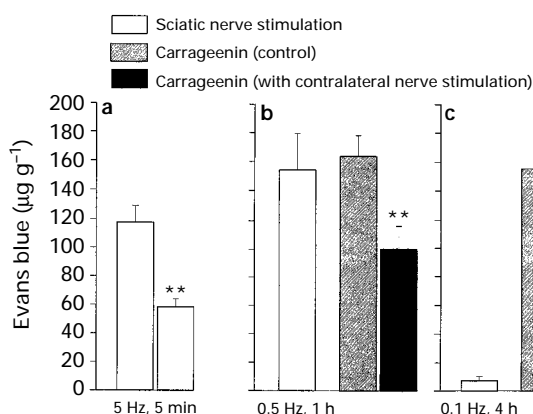 Sciatic nerve stimulation
Carrageenin (control)
Carrageenin (with contralateral nerve stimulation)
a
b
c
200
180
160
140
120
100
80
60
40
20
0
Evans blue (µg g⁻¹)
**
**
5 Hz, 5 min
0.5 Hz, 1 h
0.1 Hz, 4 h